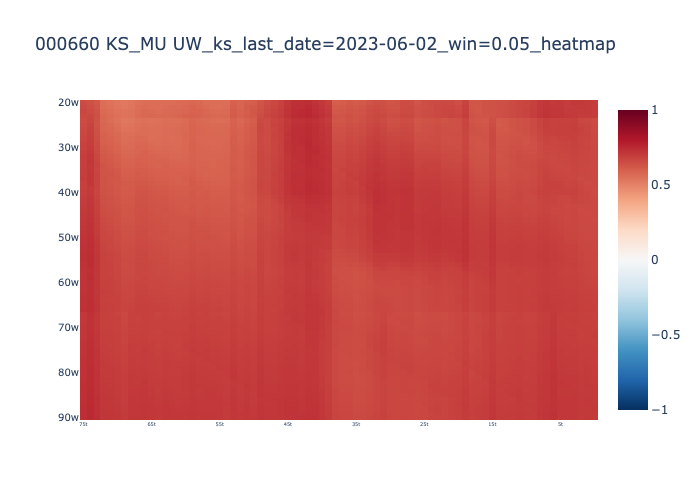 000660 KS_MU UW_ks_last_date=2023-06-02_win=0.05_heatmap
20w
30w
40w
50w
60w
70w
80w
90w
75t 65t 55t 45t 35t 25t 15t 5t
1
0.5
0
−0.5
−1